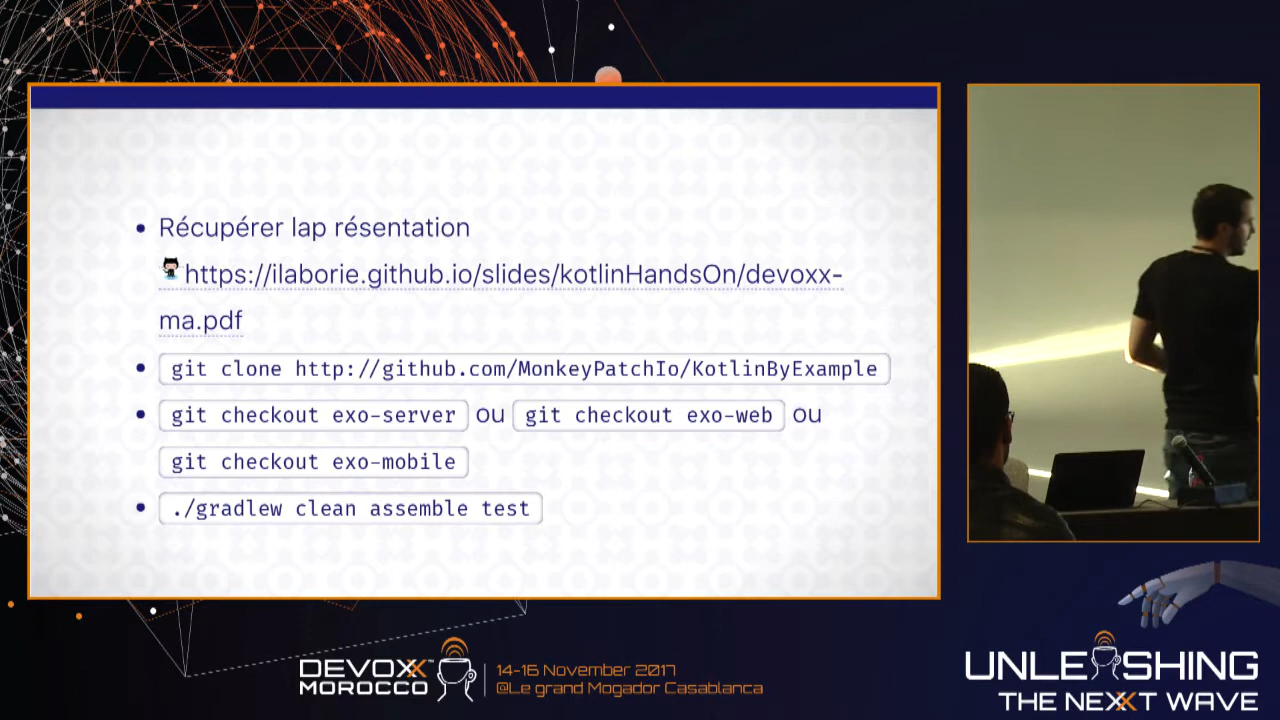 Récupérer lap résentation
https://ilaborie.github.io/slides/kotlinHandsOn/devoxx-
ma.pdf
git clone http://github.com/MonkeyPatchIo/KotlinByExample
git checkout exo-server ou git checkout exo-web ou
git checkout exo-mobile
./gradlew clean assemble test
DEVOXX™
MOROCCO
14-16 November 2017
@Le grand Mogador Casablanca
UNLEASHING
THE NEXXT WAVE